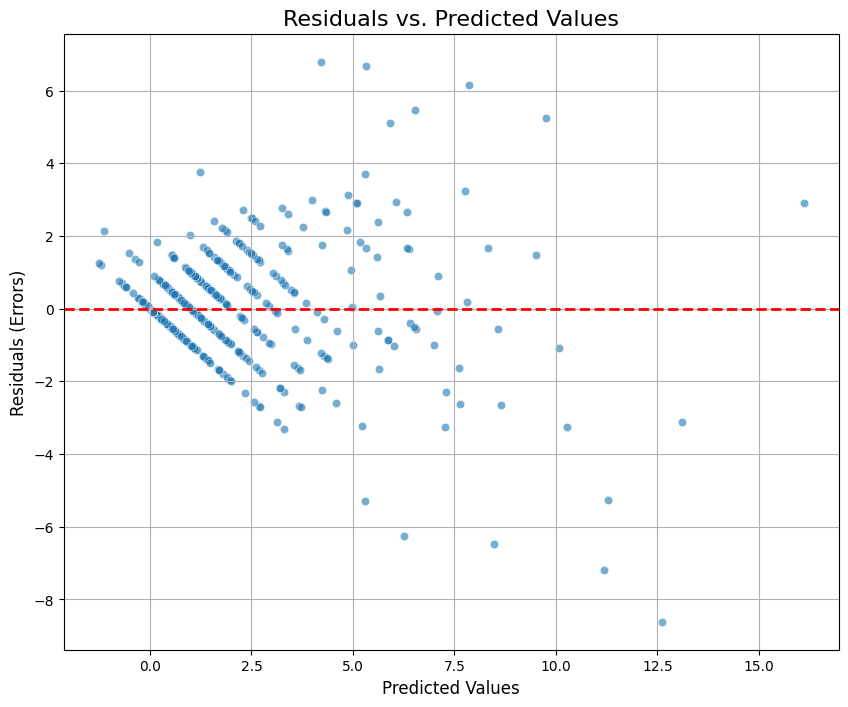 Residuals vs. Predicted Values
6
4
2
0
−2
−4
−6
−8
Residuals (Errors)
0.0 2.5 5.0 7.5 10.0 12.5 15.0
Predicted Values